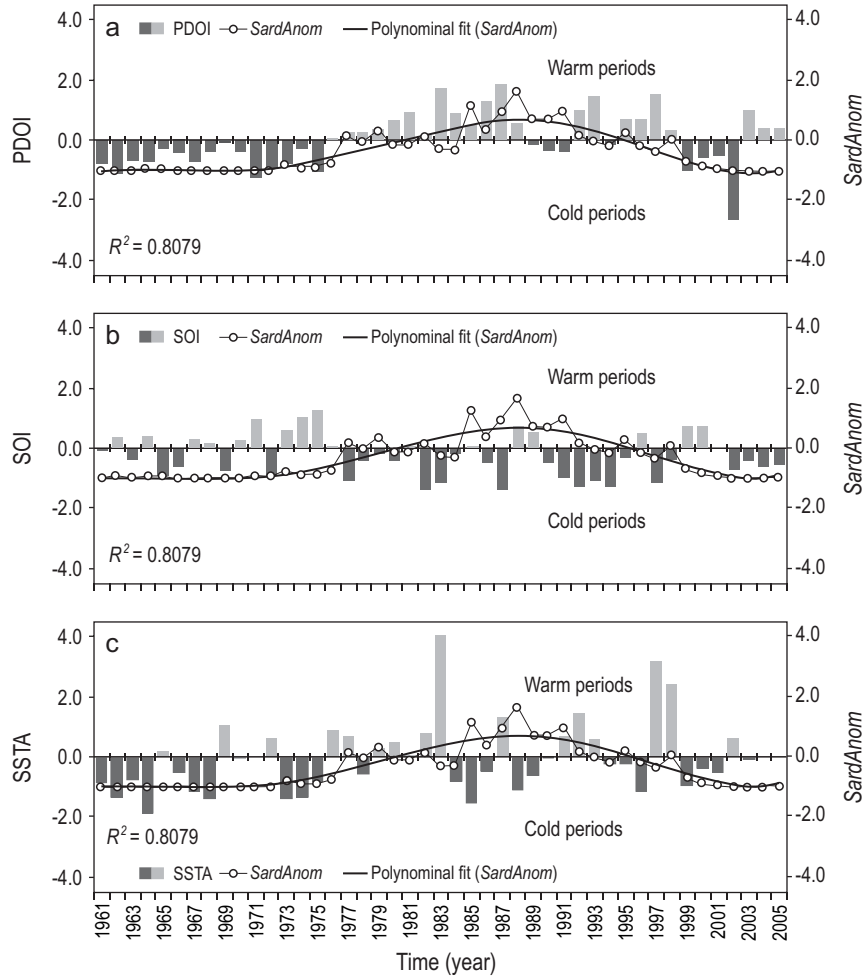 a PDOI SardAnom Polynominal fit (SardAnom)
4.0 4.0
Warm periods
2.0 2.0
PDOI 0.0 0.0 SardAnom
-2.0 -2.0
Cold periods
R² = 0.8079
-4.0 -4.0
b SOI SardAnom Polynominal fit (SardAnom)
4.0 4.0
Warm periods
2.0 2.0
SOI 0.0 0.0 SardAnom
-2.0 -2.0
Cold periods
R² = 0.8079
-4.0 -4.0
c
4.0 4.0
Warm periods
2.0 2.0
SSTA 0.0 0.0 SardAnom
-2.0 -2.0
Cold periods
R² = 0.8079
SSTA SardAnom Polynominal fit (SardAnom)
-4.0 -4.0
1961 1963 1965 1967 1969 1971 1973 1975 1977 1979 1981 1983 1985 1987 1989 1991 1993 1995 1997 1999 2001 2003 2005
Time (year)